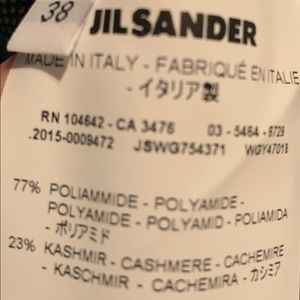 38
JIL SANDER
MADE IN ITALY - FABRIQUÉ EN ITALIE
- イタリア製
RN 104642 - CA 3476 03 - 5464 - 6729
.2015-0009472 JSWG754371 WGY47018
77% POLIAMMIDE - POLYAMIDE -
POLYAMIDE - POLYAMID - POLIAMIDA
- ポリアミド
23% KASHMIR - CASHMERE - CACHEMIRE
- KASCHMIR - CACHEMIRA - カシミア